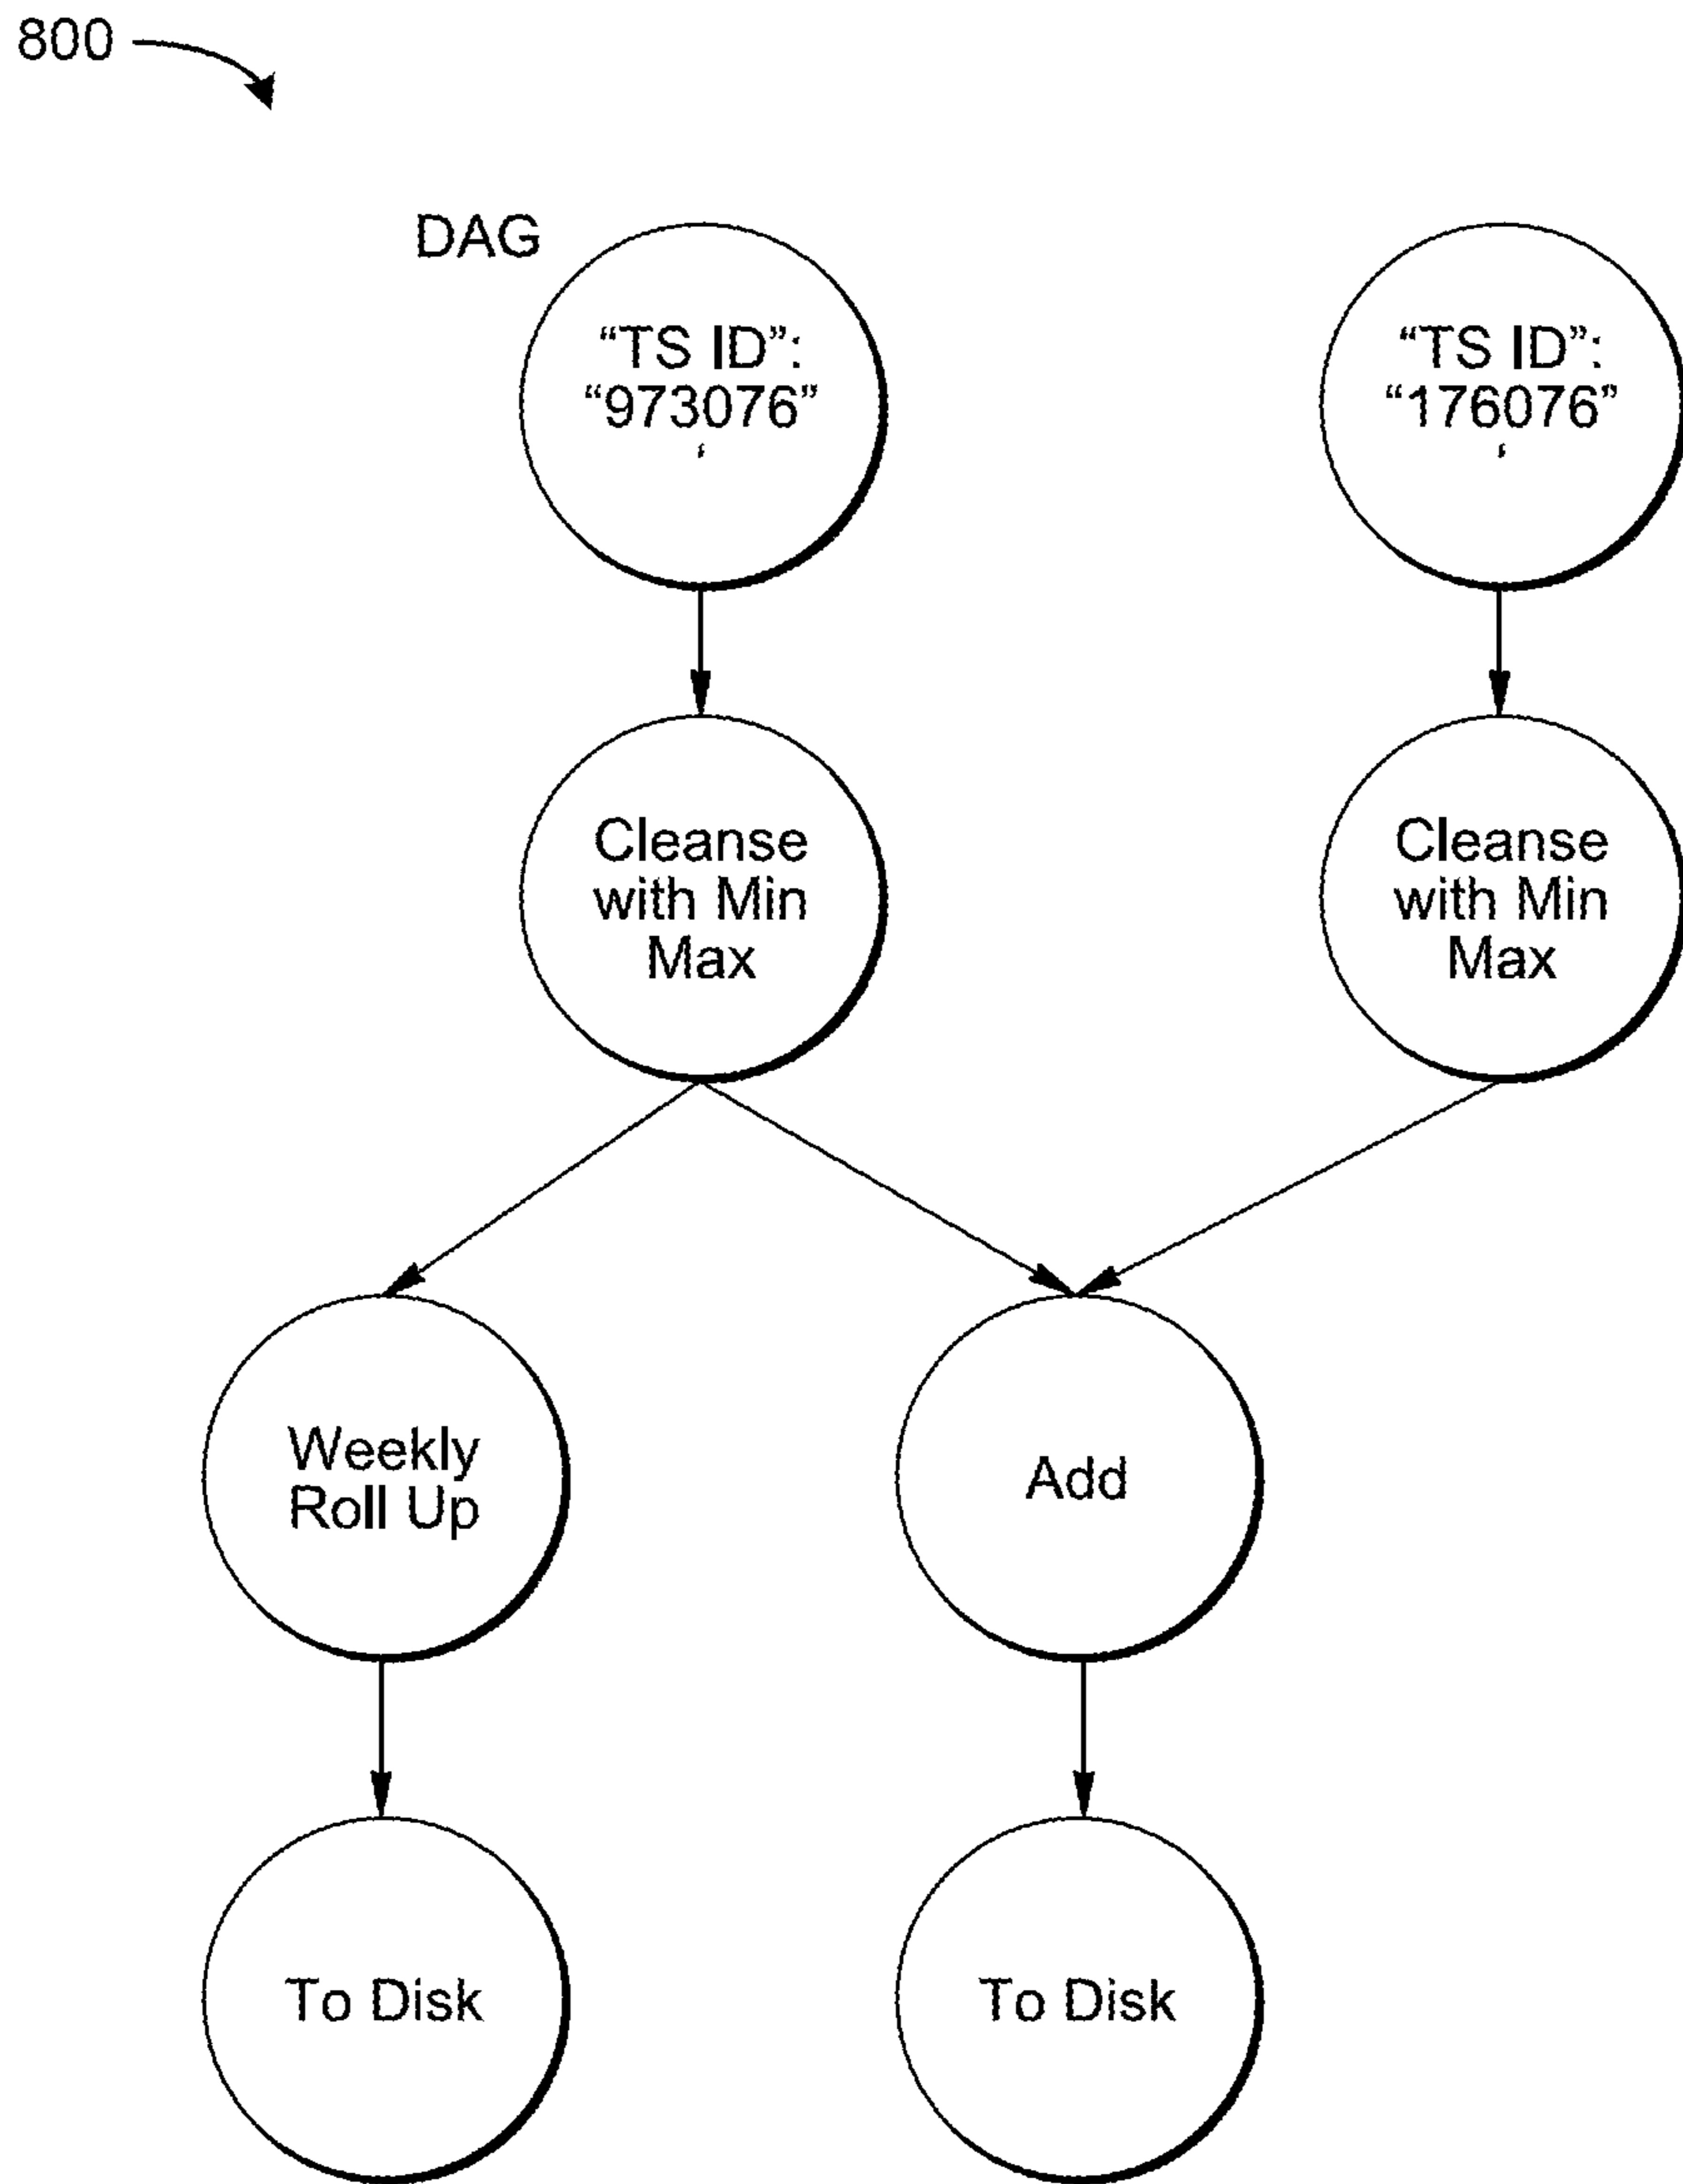 800
DAG
“TS ID”:
“973076”
,
“TS ID”:
“176076”
,
Cleanse
with Min
Max
Cleanse
with Min
Max
Weekly
Roll Up
Add
To Disk
To Disk